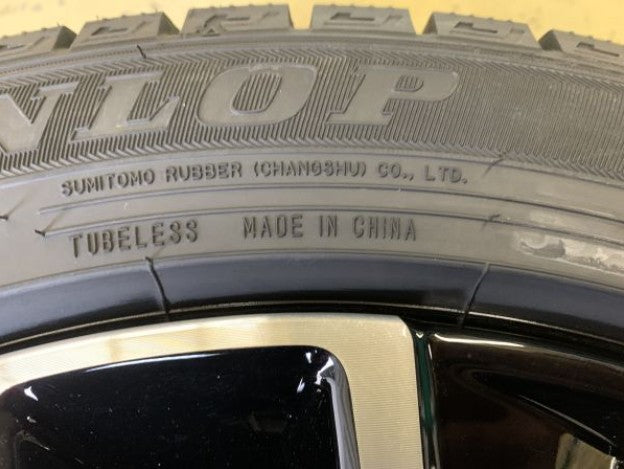 NLOP
SUMITOMO RUBBER (CHANGSHU) CO., LTD.
TUBELESS MADE IN CHINA